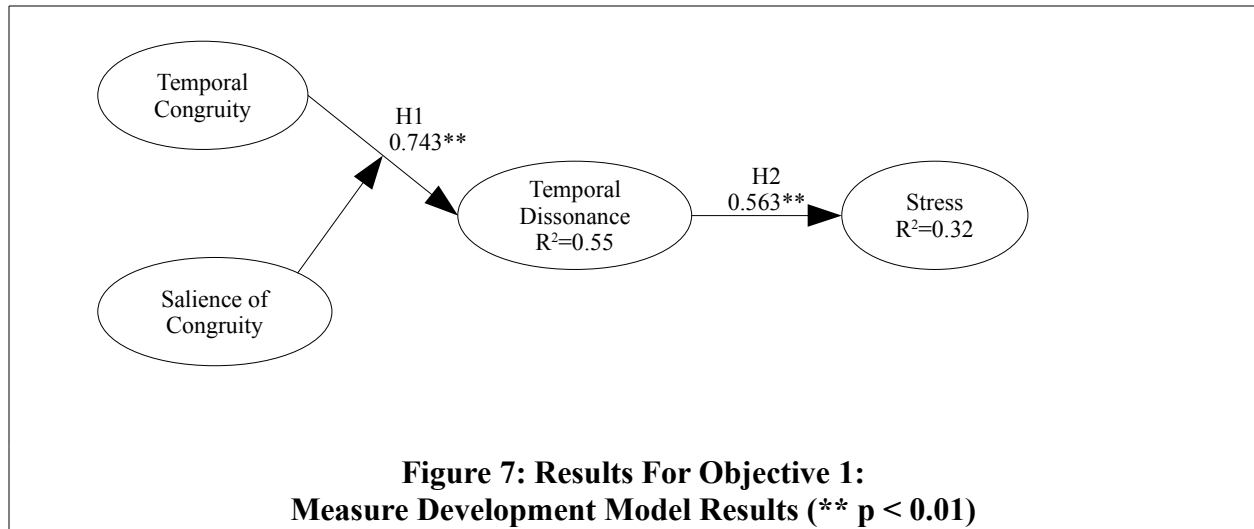 Temporal
Congruity
H1
0.743**
Temporal
Dissonance
R²=0.55
H2
0.563**
Stress
R²=0.32
Salience of
Congruity
Figure 7: Results For Objective 1:
Measure Development Model Results (** p < 0.01)